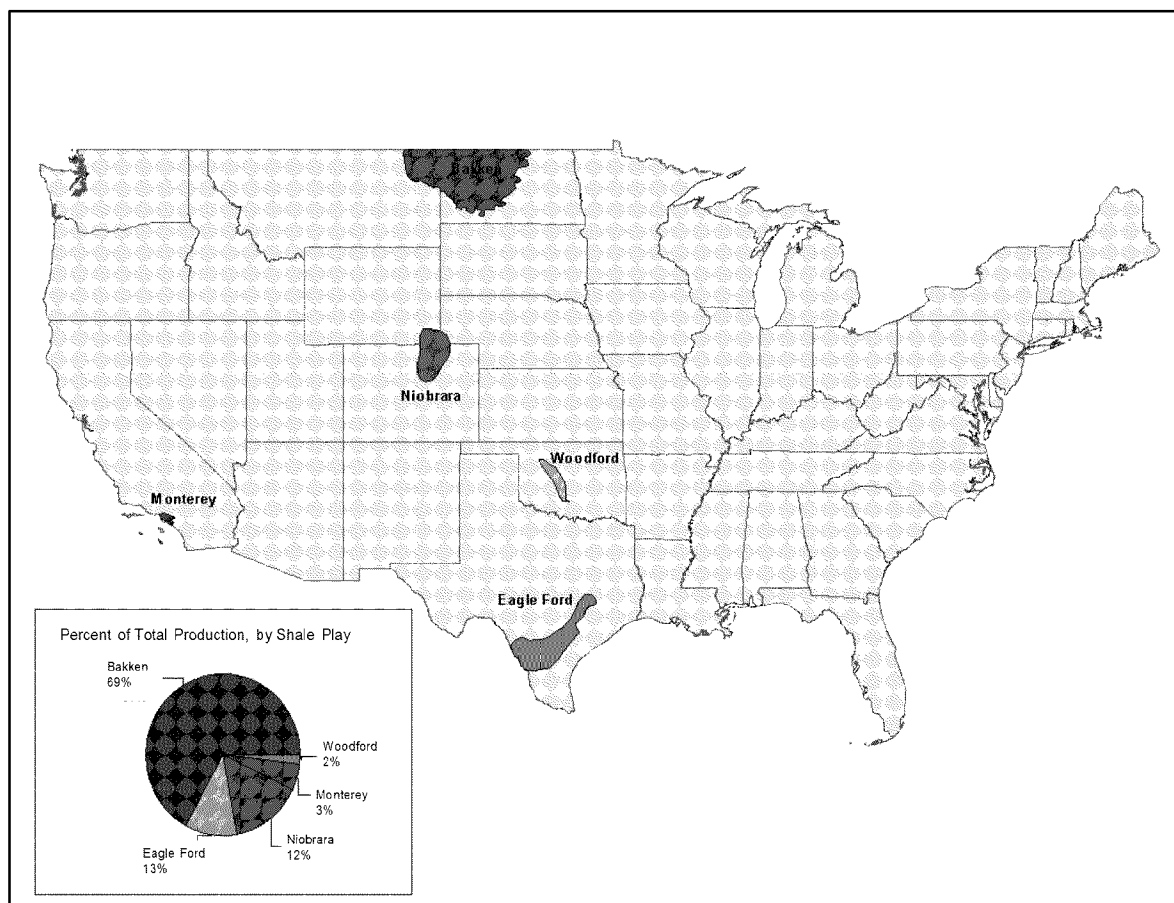 Bakken
Niobrara
Woodford
Monterey
Eagle Ford
Percent of Total Production, by Shale Play
Bakken
69%
Woodford
2%
Monterey
3%
Niobrara
12%
Eagle Ford
13%